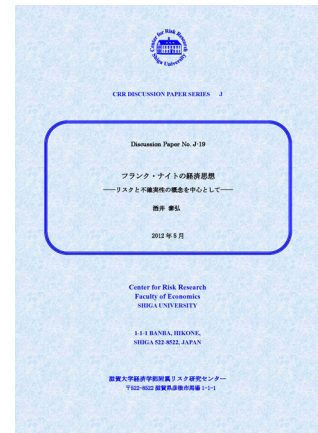 Center for Risk Research
Shiga University
CRR DISCUSSION PAPER SERIES J
Discussion Paper No. J-19
フランク・ナイトの経済思想
――リスクと不確実性の概念を中心として――
酒井 泰弘
2012 年 5 月
Center for Risk Research
Faculty of Economics
SHIGA UNIVERSITY
1-1-1 BANBA, HIKONE,
SHIGA 522-8522, JAPAN
滋賀大学経済学部附属リスク研究センター
〒522-8522 滋賀県彦根市馬場 1-1-1